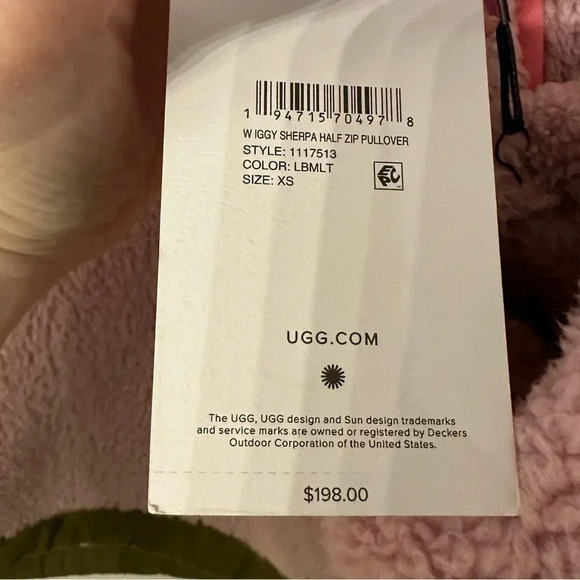 1 94715 70497 8
W IGGY SHERPA HALF ZIP PULLOVER
STYLE: 1117513
COLOR: LBMLT
SIZE: XS
EPC
UGG.COM
The UGG, UGG design and Sun design trademarks
and service marks are owned or registered by Deckers
Outdoor Corporation of the United States.
$198.00